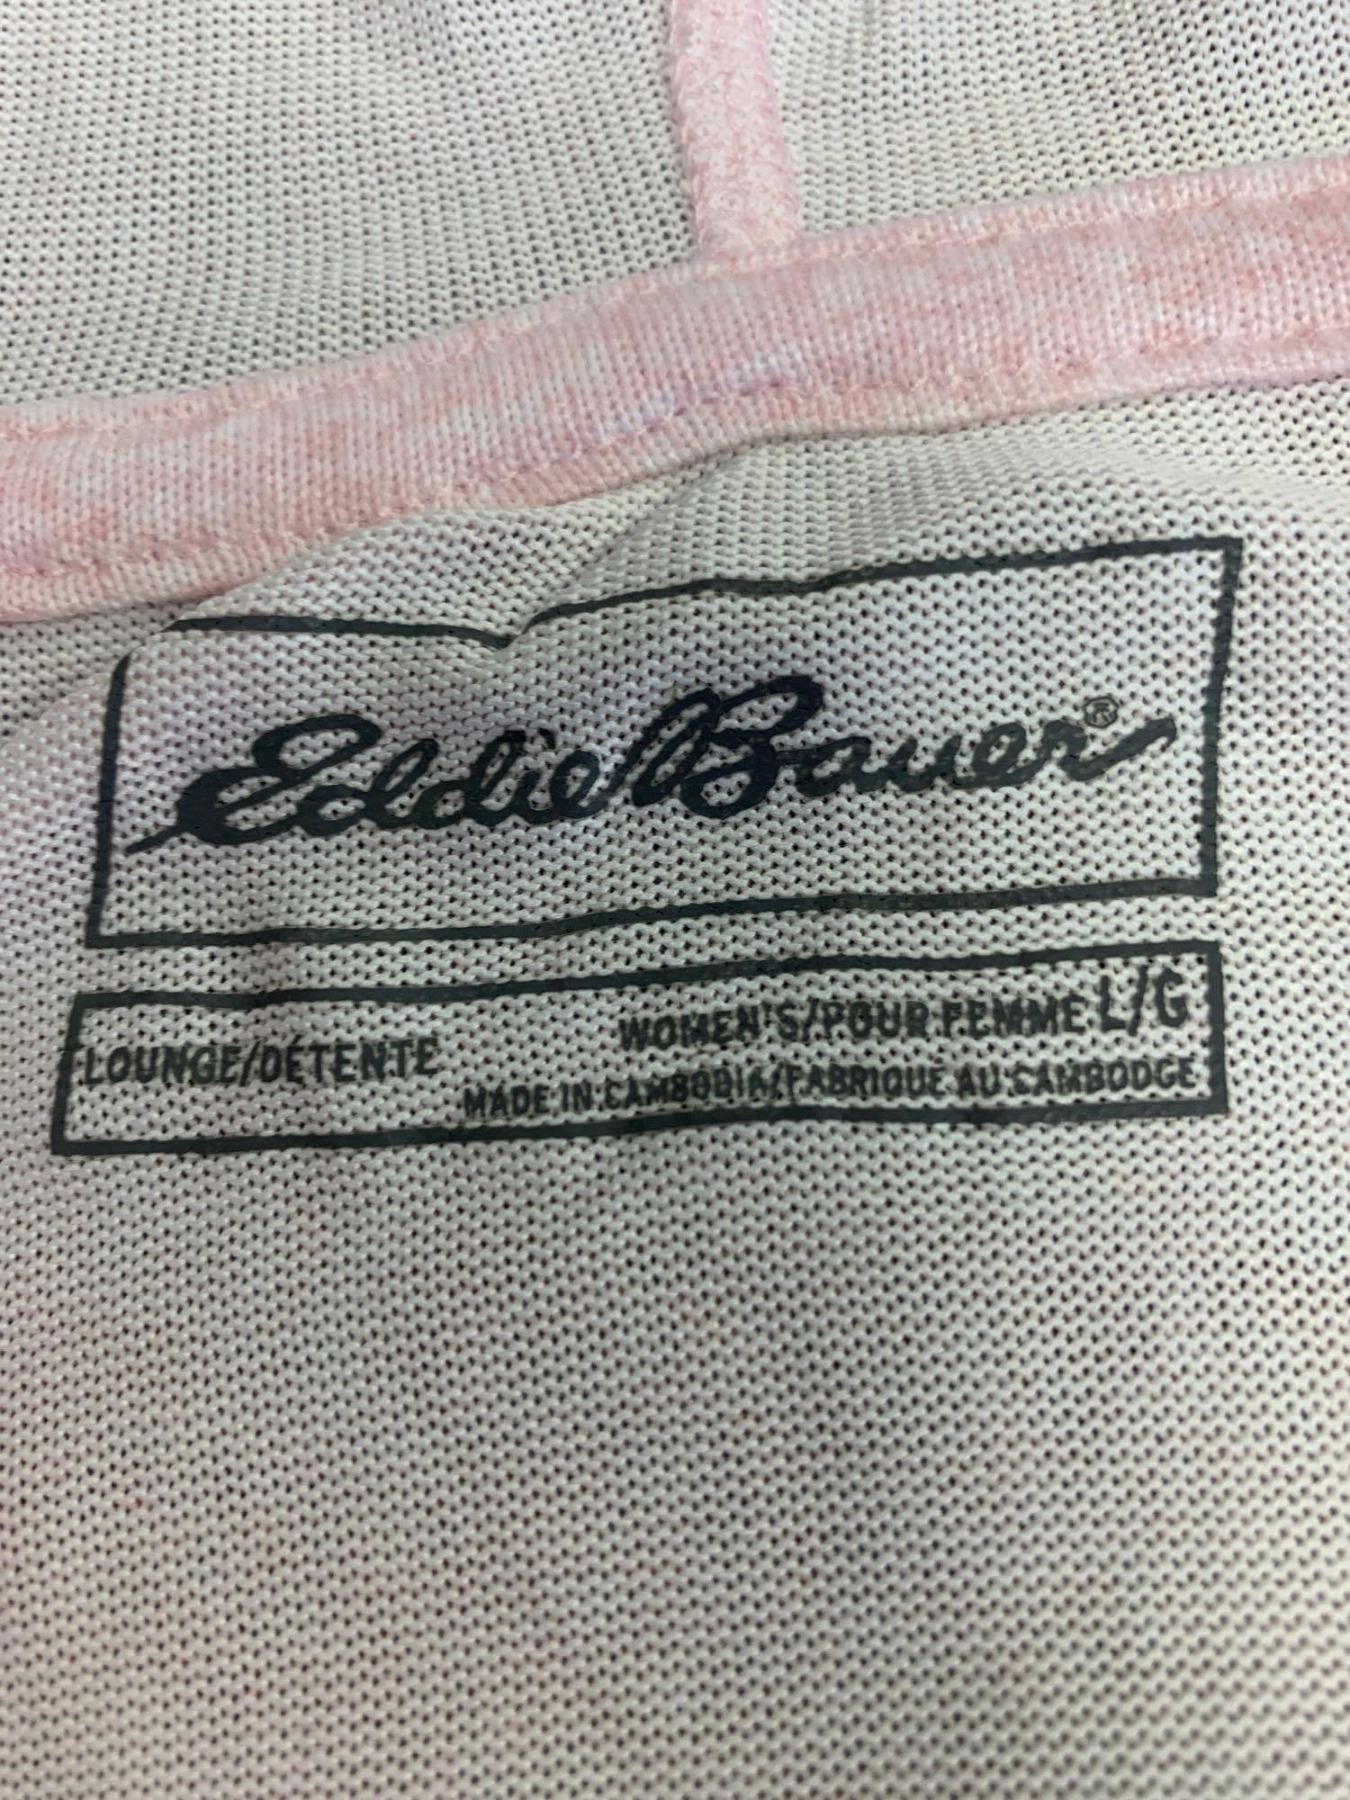 Eddie Bauer®
LOUNGE/DÉTENTE
WOMEN'S/POUR FEMME L/G
MADE IN CAMBODIA/FABRIQUÉ AU CAMBODGE